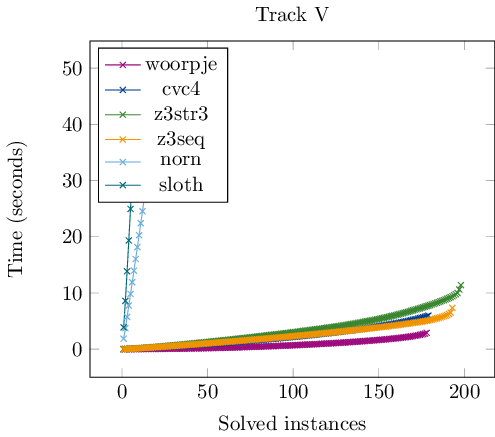 Track V
50
40
30
20
10
0
Time (seconds)
woorpje
cvc4
z3str3
z3seq
norn
sloth
0 50 100 150 200
Solved instances